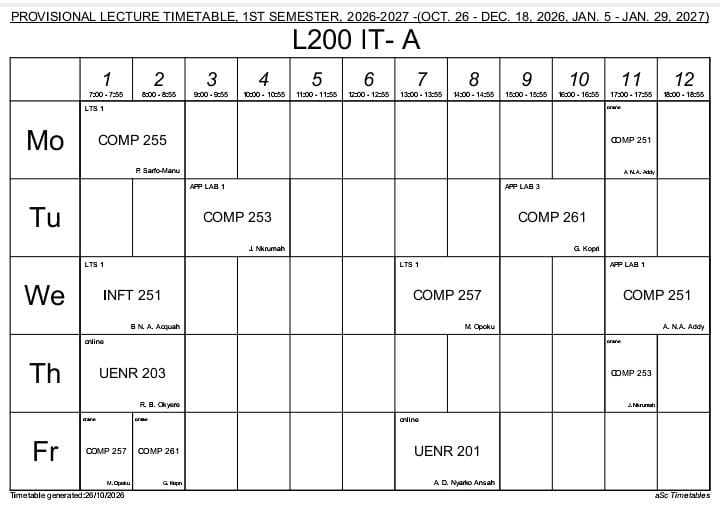 PROVISIONAL LECTURE TIMETABLE, 1ST SEMESTER, 2026-2027 -(OCT. 26 - DEC. 18, 2026, JAN. 5 - JAN. 29, 2027)
L200 IT- A
1 2 3 4 5 6 7 8 9 10 11 12
7:00 - 7:55 8:00 - 8:55 9:00 - 9:55 10:00 - 10:55 11:00 - 11:55 12:00 - 12:55 13:00 - 13:55 14:00 - 14:55 15:00 - 15:55 16:00 - 16:55 17:00 - 17:55 18:00 - 18:55
LTS 1 online
Mo COMP 255 COMP 251
P. Sarfo-Manu A. N.A. Addy
APP LAB 1 APP LAB 3
Tu COMP 253 COMP 261
J. Nkrumah G. Kopri
LTS 1 LTS 1 APP LAB 1
We INFT 251 COMP 257 COMP 251
B N. A. Acquah M. Opoku A. N.A. Addy
online online
Th UENR 203 COMP 253
R. B. Okyere J. Nkrumah
online online online
Fr COMP 257 COMP 261 UENR 201
M. Opoku G. Kopri A. D. Nyarko Ansah
Timetable generated:26/10/2026 aSc Timetables